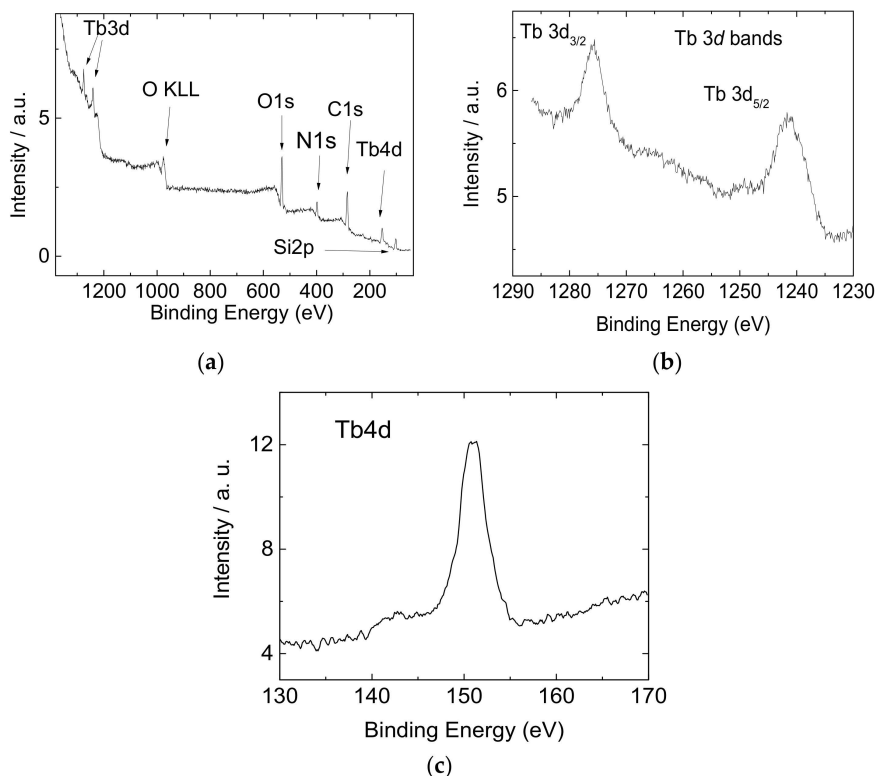 Tb3d
O KLL
O1s
N1s
C1s
Tb4d
Si2p
5
0
Intensity / a.u.
1200 1000 800 600 400 200
Binding Energy (eV)
(a)
Tb 3d3/2
Tb 3d bands
Tb 3d5/2
6
5
Intensity / a.u.
1290 1280 1270 1260 1250 1240 1230
Binding Energy (eV)
(b)
Tb4d
12
8
4
Intensity / a. u.
130 140 150 160 170
Binding Energy (eV)
(c)